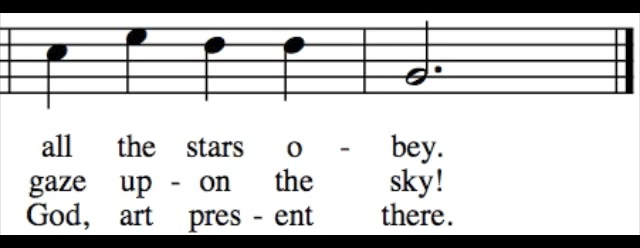 all the stars o - bey.
gaze up - on the sky!
God, art pres - ent there.